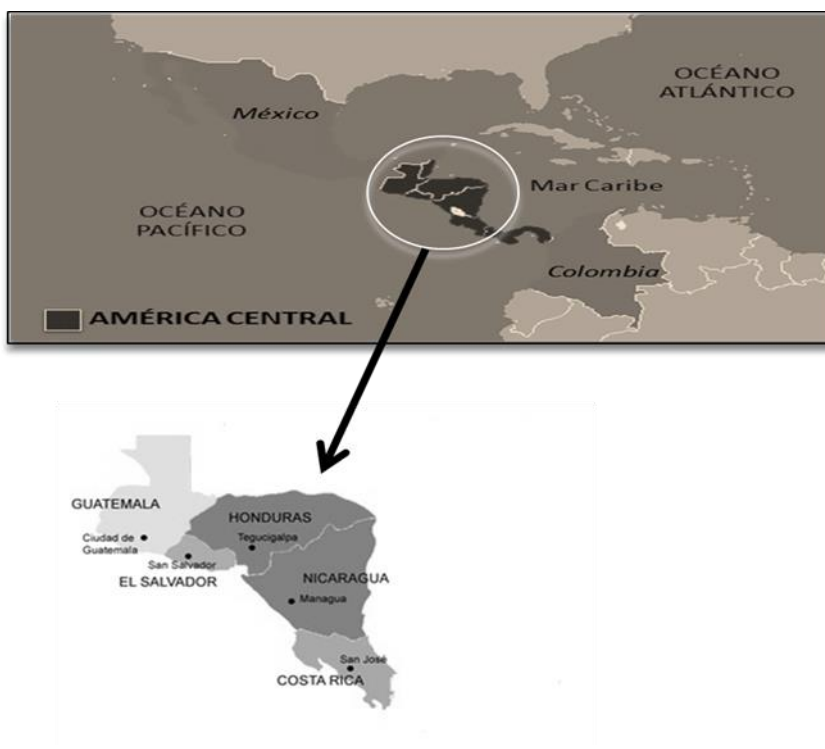 OCÉANO
ATLÁNTICO
México
Mar Caribe
OCÉANO
PACÍFICO
Colombia
AMÉRICA CENTRAL
GUATEMALA
HONDURAS
Ciudad de
Guatemala
Tegucigalpa
San Salvador
EL SALVADOR
NICARAGUA
Managua
San José
COSTA RICA